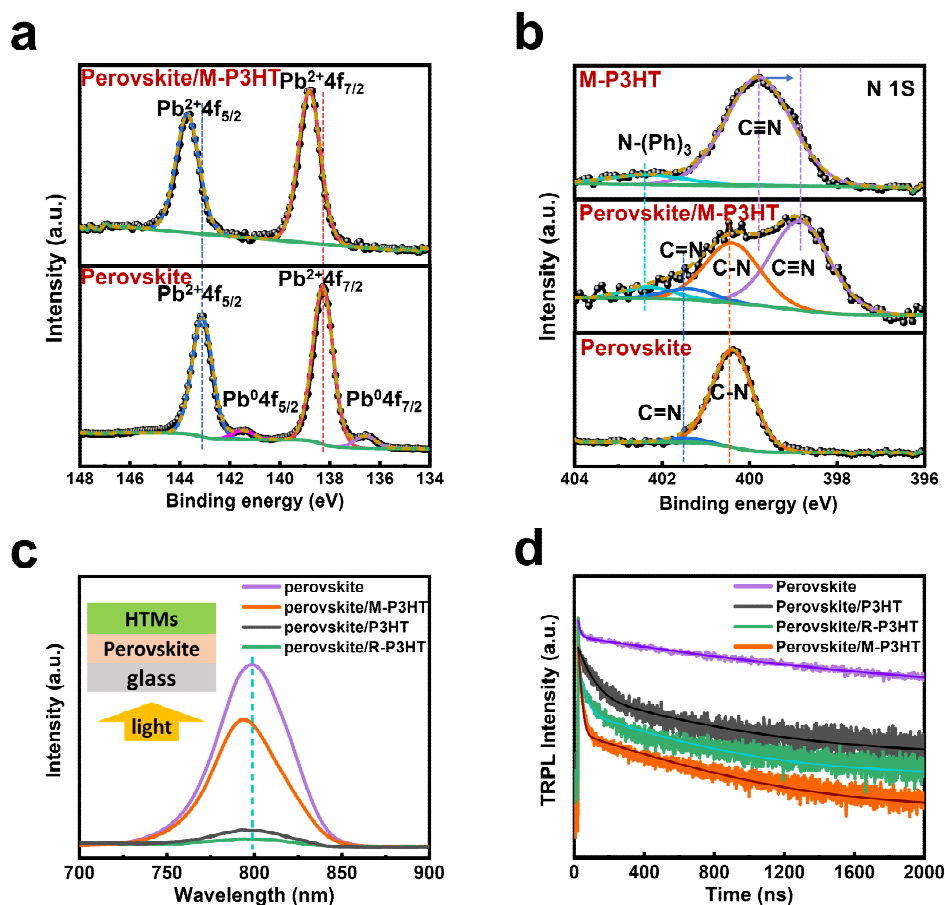 a
Perovskite/M-P3HT
Pb²⁺4f₇/₂
Pb²⁺4f₅/₂
Perovskite
Pb²⁺4f₇/₂
Pb²⁺4f₅/₂
Pb⁰4f₅/₂
Pb⁰4f₇/₂
Intensity (a.u.)
148 146 144 142 140 138 136 134
Binding energy (eV)
b
M-P3HT
N 1S
C≡N
N-(Ph)₃
Perovskite/M-P3HT
C=N
C-N
C≡N
Perovskite
C=N
C-N
Intensity (a.u.)
404 402 400 398 396
Binding energy (eV)
c
perovskite
perovskite/M-P3HT
perovskite/P3HT
perovskite/R-P3HT
HTMs
Perovskite
glass
light
Intensity (a.u.)
700 750 800 850 900
Wavelength (nm)
d
Perovskite
Perovskite/P3HT
Perovskite/R-P3HT
Perovskite/M-P3HT
TRPL Intensity (a.u.)
0 400 800 1200 1600 2000
Time (ns)